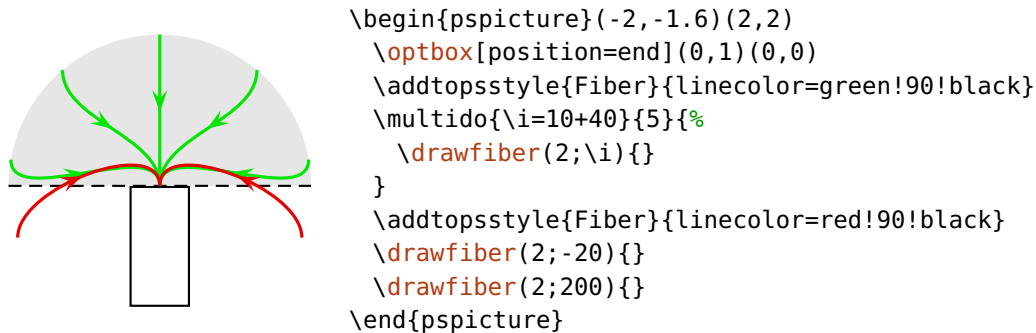 \begin{pspicture}(-2,-1.6)(2,2)
  \optbox[position=end](0,1)(0,0)
  \addtopsstyle{Fiber}{linecolor=green!90!black}
  \multido{\i=10+40}{5}{%
    \drawfiber(2;\i){}
  }
  \addtopsstyle{Fiber}{linecolor=red!90!black}
  \drawfiber(2;-20){}
  \drawfiber(2;200){}
\end{pspicture}